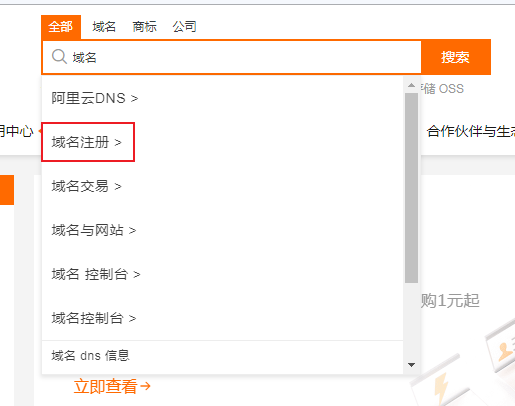 全部 域名 商标 公司
域名 搜索
阿里云DNS >
储 OSS
域名注册 >
用中心 合作伙伴与生态
域名交易 >
域名与网站 >
域名 控制台 >
购1元起
域名控制台 >
域名 dns 信息
立即查看→